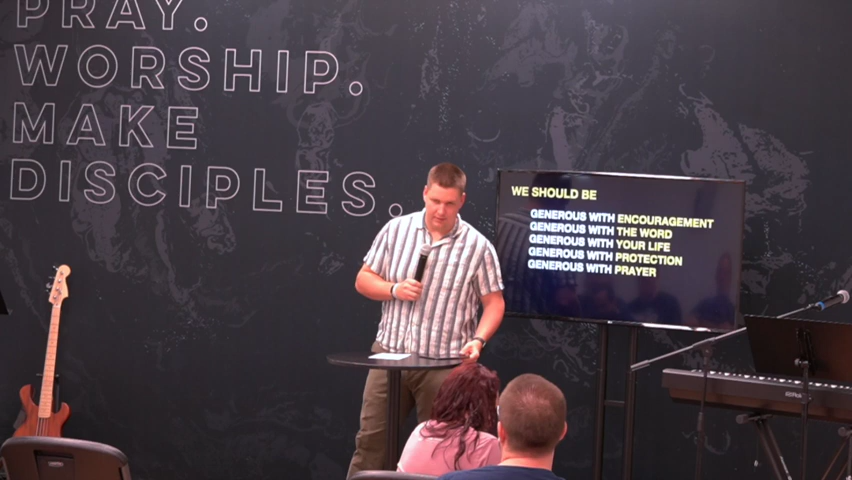 PRAY.
WORSHIP.
MAKE
DISCIPLES.
WE SHOULD BE
GENEROUS WITH ENCOURAGEMENT
GENEROUS WITH THE WORD
GENEROUS WITH YOUR LIFE
GENEROUS WITH PROTECTION
GENEROUS WITH PRAYER
Roland